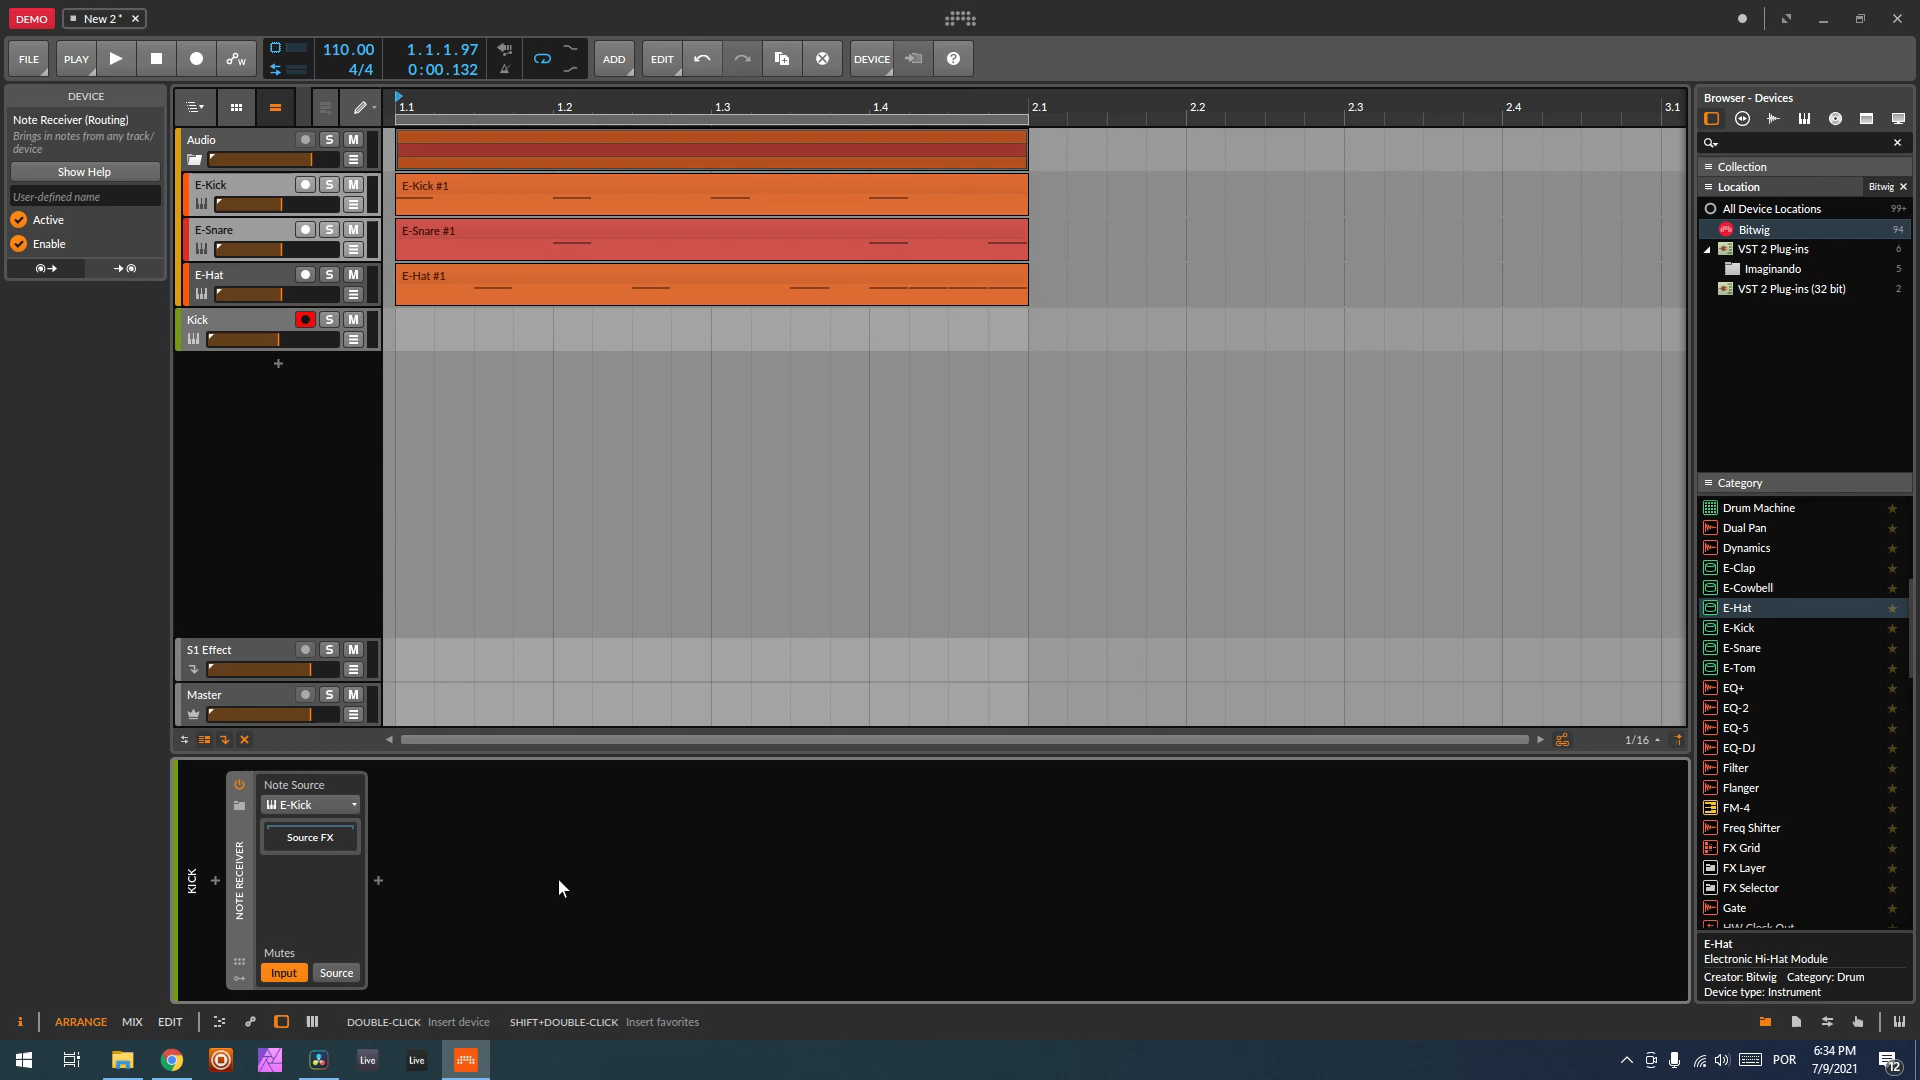 DEMO
New 2*
FILE
PLAY
110.00
4/4
1.1.1.97
0:00.132
ADD
EDIT
DEVICE
DEVICE
Note Receiver (Routing)
Brings in notes from any track/
device
Show Help
User-defined name
Active
Enable
1.1
1.2
1.3
1.4
2.1
2.2
2.3
2.4
3.1
Audio
S M
E-Kick
S M
E-Kick #1
E-Snare
S M
E-Snare #1
E-Hat
S M
E-Hat #1
Kick
S M
S1 Effect
S M
Master
S M
1/16
KICK
NOTE RECEIVER
Note Source
E-Kick
Source FX
Mutes
Input
Source
Browser - Devices
Collection
Location
Bitwig
All Device Locations 99+
Bitwig 94
VST 2 Plug-ins 6
Imaginando 5
VST 2 Plug-ins (32 bit) 2
Category
Drum Machine
Dual Pan
Dynamics
E-Clap
E-Cowbell
E-Hat
E-Kick
E-Snare
E-Tom
EQ+
EQ-2
EQ-5
EQ-DJ
Filter
Flanger
FM-4
Freq Shifter
FX Grid
FX Layer
FX Selector
Gate
HW Clock Out
E-Hat
Electronic Hi-Hat Module
Creator: Bitwig Category: Drum
Device type: Instrument
ARRANGE
MIX
EDIT
DOUBLE-CLICK Insert device
SHIFT+DOUBLE-CLICK Insert favorites
Live
Live
POR
6:34 PM
7/9/2021
12